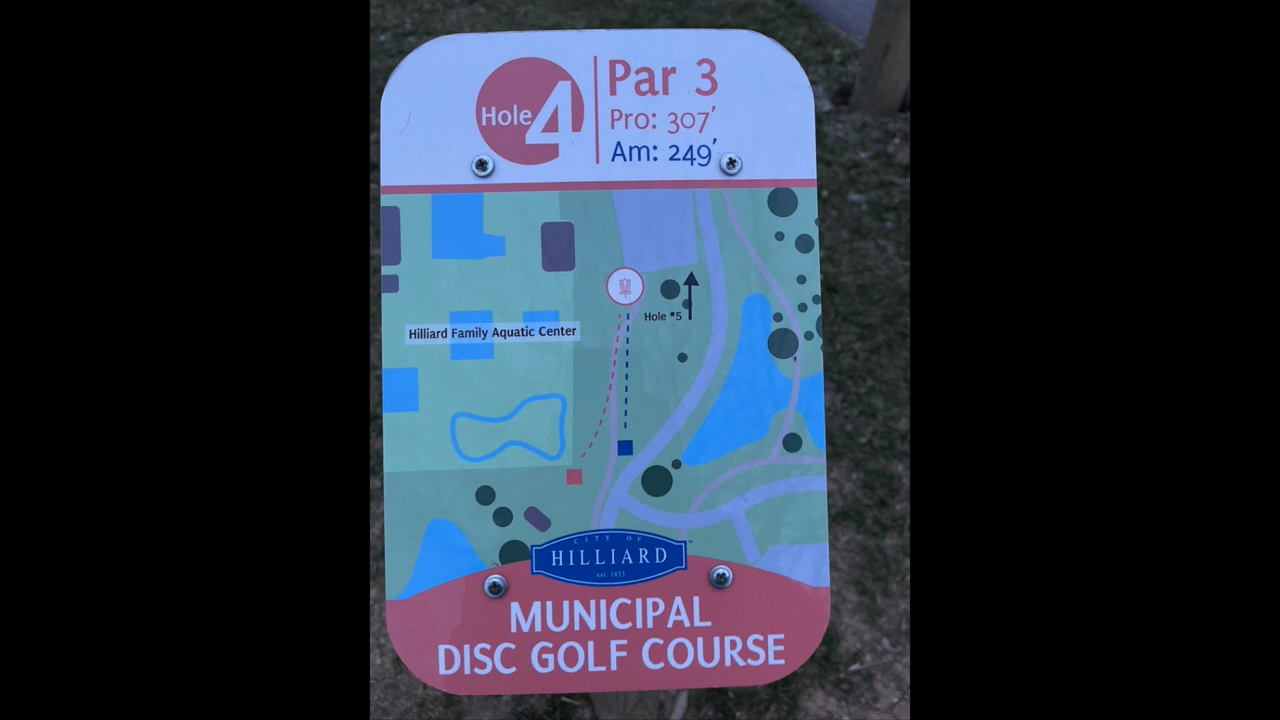 Hole 4
Par 3
Pro: 307'
Am: 249'
Hole #5
Hilliard Family Aquatic Center
CITY OF
HILLIARD™
est. 1853
MUNICIPAL
DISC GOLF COURSE